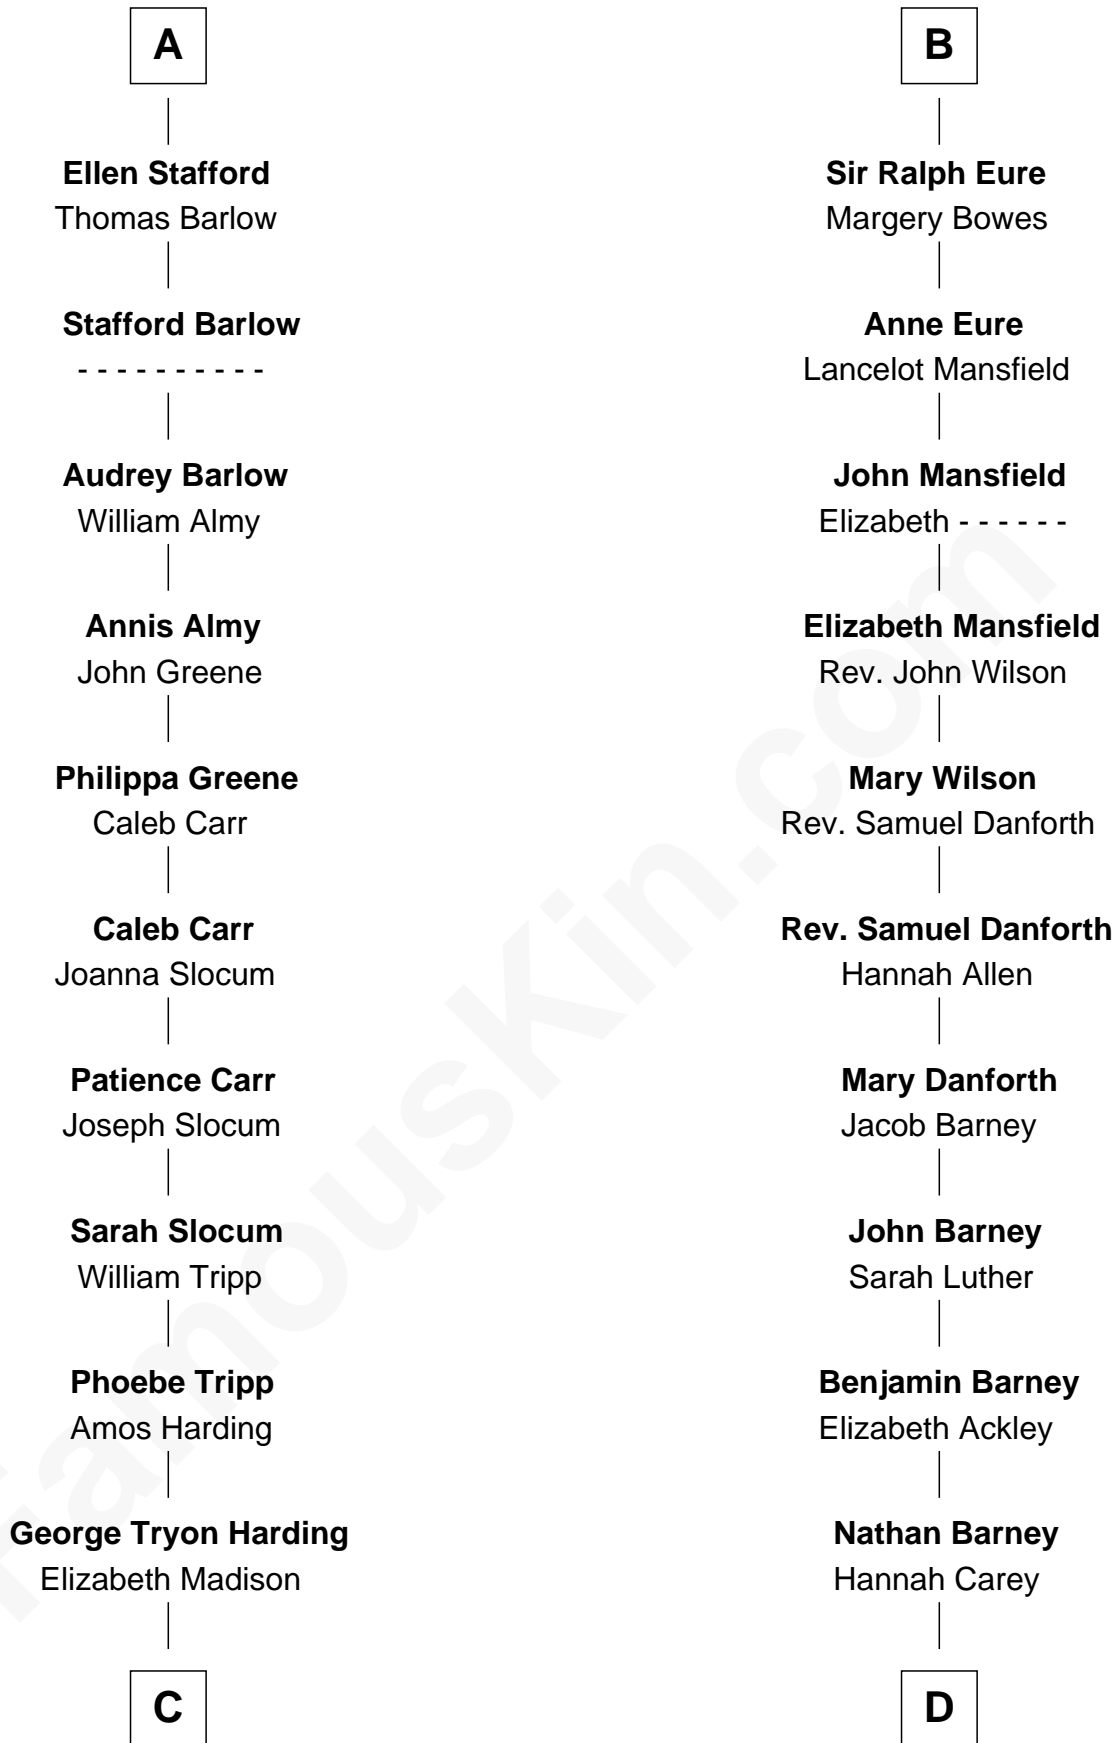 A
Ellen Stafford
Thomas Barlow
Stafford Barlow
- - - - - - - - - -
Audrey Barlow
William Almy
Annis Almy
John Greene
Philippa Greene
Caleb Carr
Caleb Carr
Joanna Slocum
Patience Carr
Joseph Slocum
Sarah Slocum
William Tripp
Phoebe Tripp
Amos Harding
George Tryon Harding
Elizabeth Madison
C
B
Sir Ralph Eure
Margery Bowes
Anne Eure
Lancelot Mansfield
John Mansfield
Elizabeth - - - - - -
Elizabeth Mansfield
Rev. John Wilson
Mary Wilson
Rev. Samuel Danforth
Rev. Samuel Danforth
Hannah Allen
Mary Danforth
Jacob Barney
John Barney
Sarah Luther
Benjamin Barney
Elizabeth Ackley
Nathan Barney
Hannah Carey
D
FamousKin.com